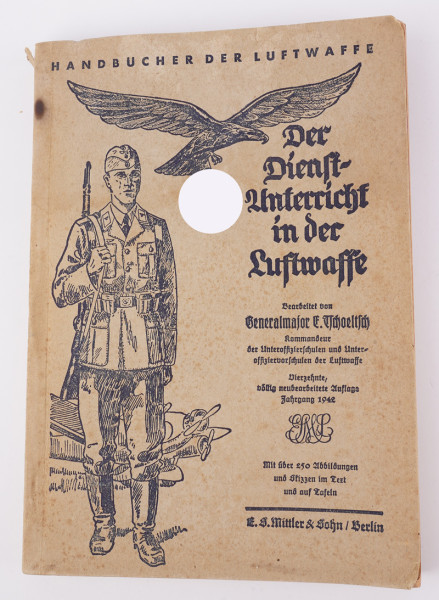 HANDBÜCHER DER LUFTWAFFE
Der
Dienst-
Unterricht
in der
Luftwaffe
Bearbeitet von
Generalmajor E. Tschoeltsch
Kommandeur
der Unteroffizierschulen und Unter-
offiziervorschulen der Luftwaffe
Vierzehnte,
völlig neubearbeitete Auflage
Jahrgang 1942
Mit über 250 Abbildungen
und Skizzen im Text
und auf Tafeln
E. S. Mittler & Sohn / Berlin